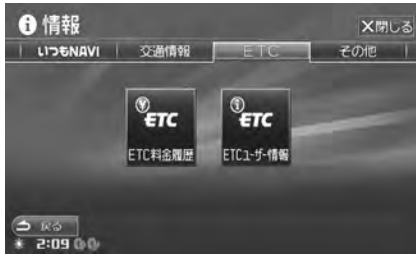 情報
×閉じる
いつもNAVI
交通情報
ETC
その他
ETC
ETC料金履歴
ETC
ETCユーザー情報
戻る
2:09